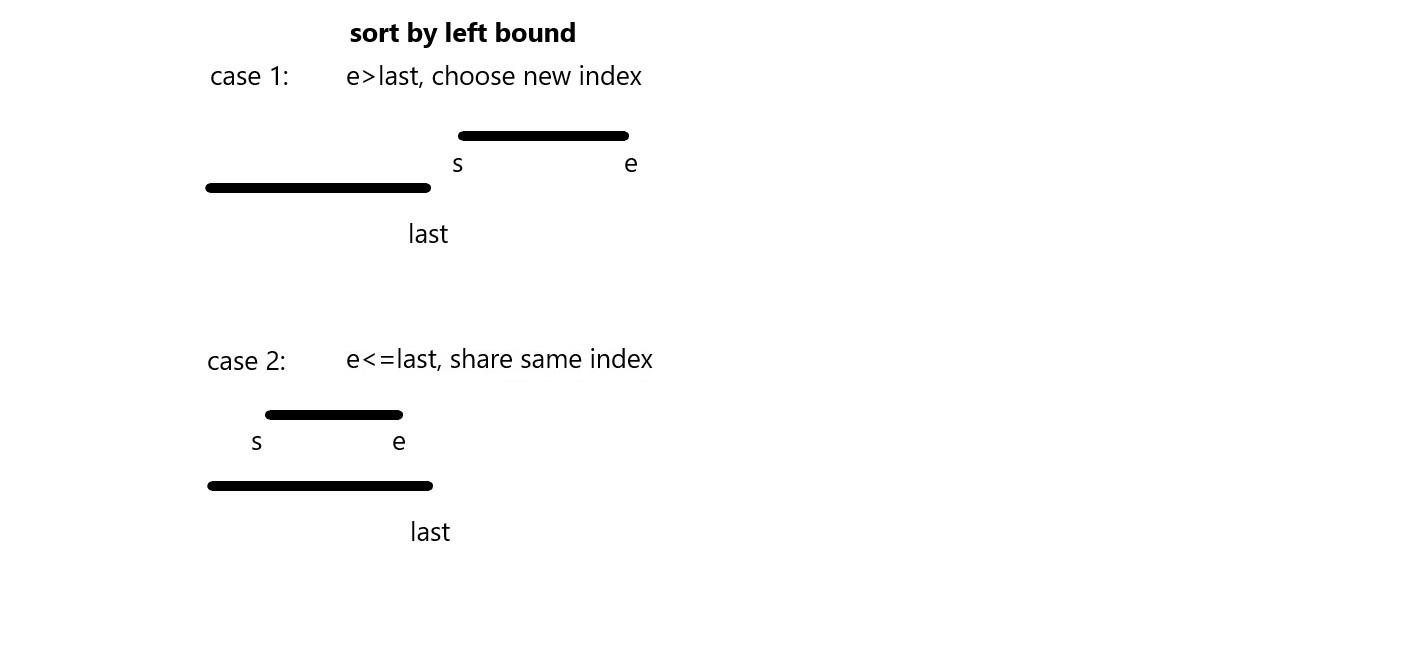 sort by left bound
case 1: e>last, choose new index
s e
last
case 2: e<=last, share same index
s e
last